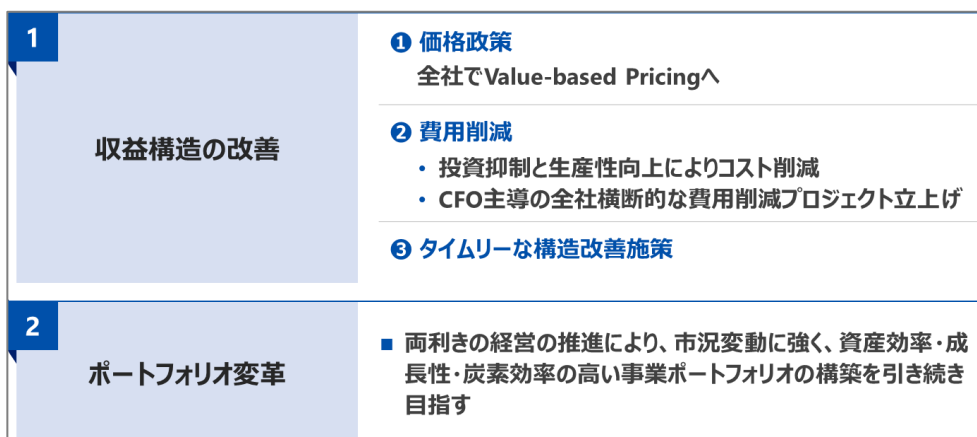 1
収益構造の改善
❶ 価格政策
全社でValue-based Pricingへ
❷ 費用削減
• 投資抑制と生産性向上によりコスト削減
• CFO主導の全社横断的な費用削減プロジェクト立上げ
❸ タイムリーな構造改善施策
2
ポートフォリオ変革
■ 両利きの経営の推進により、市況変動に強く、資産効率・成
長性・炭素効率の高い事業ポートフォリオの構築を引き続き
目指す